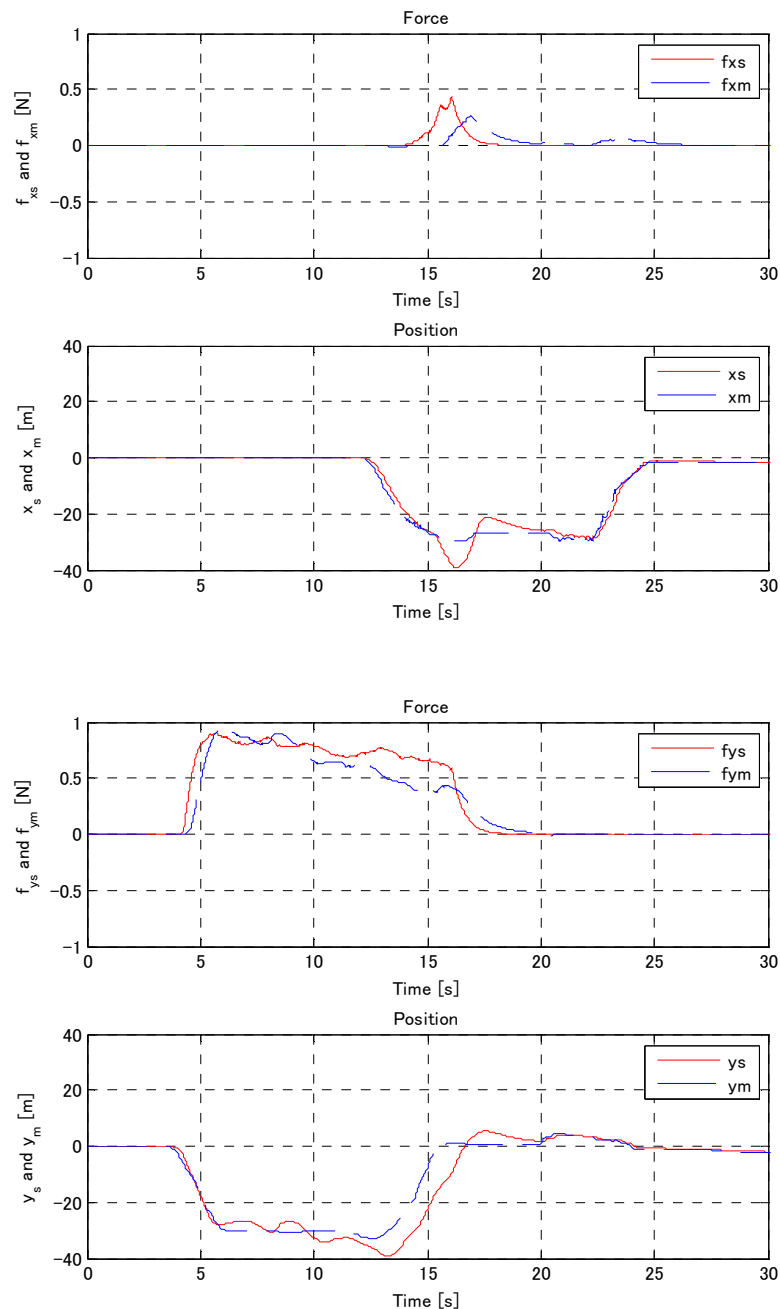 Force
f_xs and f_xm [N]
1
0.5
0
-0.5
-1
fxs
fxm
0 5 10 15 20 25 30
Time [s]
Position
x_s and x_m [m]
40
20
0
-20
-40
xs
xm
0 5 10 15 20 25 30
Time [s]
Force
f_ys and f_ym [N]
1
0.5
0
-0.5
-1
fys
fym
0 5 10 15 20 25 30
Time [s]
Position
y_s and y_m [m]
40
20
0
-20
-40
ys
ym
0 5 10 15 20 25 30
Time [s]